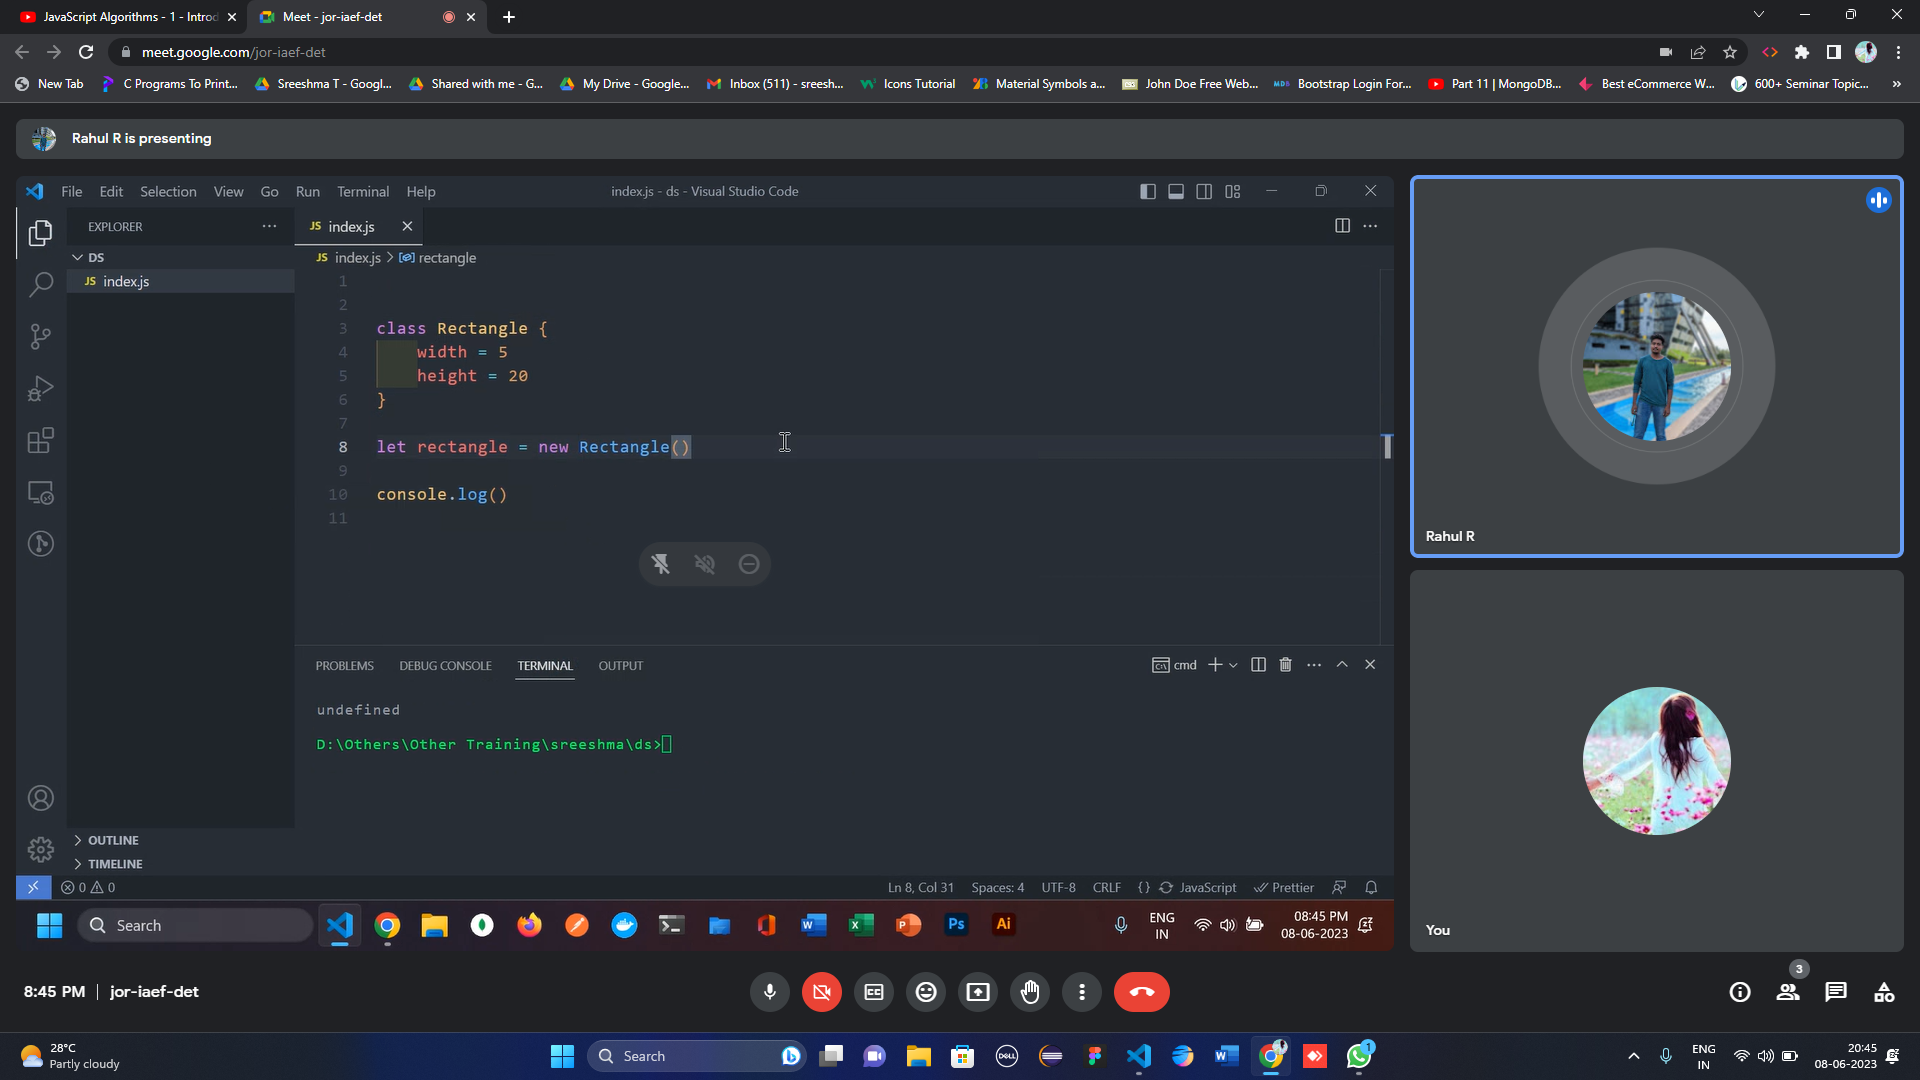 JavaScript Algorithms - 1 - Introd
Meet - jor-iaef-det
meet.google.com/jor-iaef-det
New Tab
C Programs To Print...
Sreeshma T - Googl...
Shared with me - G...
My Drive - Google...
Inbox (511) - sreesh...
Icons Tutorial
Material Symbols a...
John Doe Free Web...
Bootstrap Login For...
Part 11 | MongoDB...
Best eCommerce W...
600+ Seminar Topic...
Rahul R is presenting
File Edit Selection View Go Run Terminal Help
index.js - ds - Visual Studio Code
EXPLORER
JS index.js
DS
JS index.js
JS index.js > rectangle
1
2
3 class Rectangle {
4 width = 5
5 height = 20
6 }
7
8 let rectangle = new Rectangle()
9
10 console.log()
11
PROBLEMS DEBUG CONSOLE TERMINAL OUTPUT
cmd
undefined
D:\Others\Other Training\sreeshma\ds>
OUTLINE
TIMELINE
0 0
Ln 8, Col 31 Spaces: 4 UTF-8 CRLF {} JavaScript Prettier
Search
Ps
Ai
ENG
IN
08:45 PM
08-06-2023
Rahul R
You
8:45 PM | jor-iaef-det
3
28°C
Partly cloudy
Search
DELL
1
ENG
IN
20:45
08-06-2023